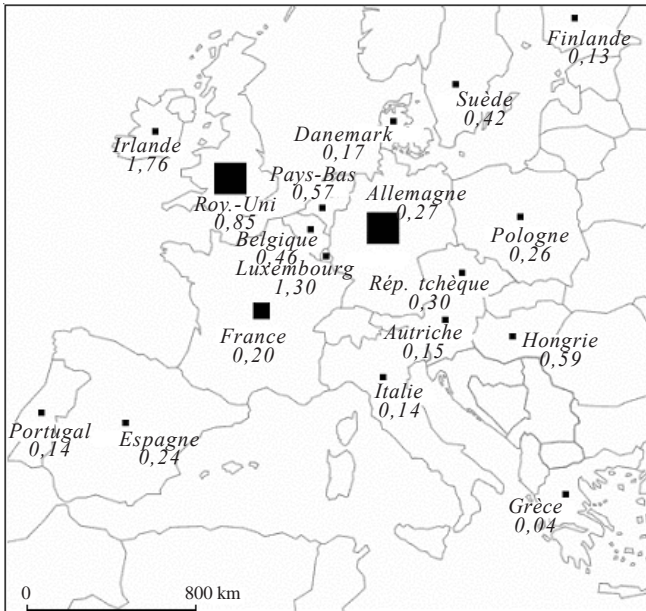 Finlande
0,13
Suède
0,42
Danemark
0,17
Irlande
1,76
Pays-Bas
0,57
Allemagne
0,27
Roy.-Uni
0,85
Belgique
0,46
Pologne
0,26
Luxembourg
1,30
Rép. tchèque
0,30
France
0,20
Autriche
0,15
Hongrie
0,59
Italie
0,14
Portugal
0,14
Espagne
0,24
Grèce
0,04
0 800 km